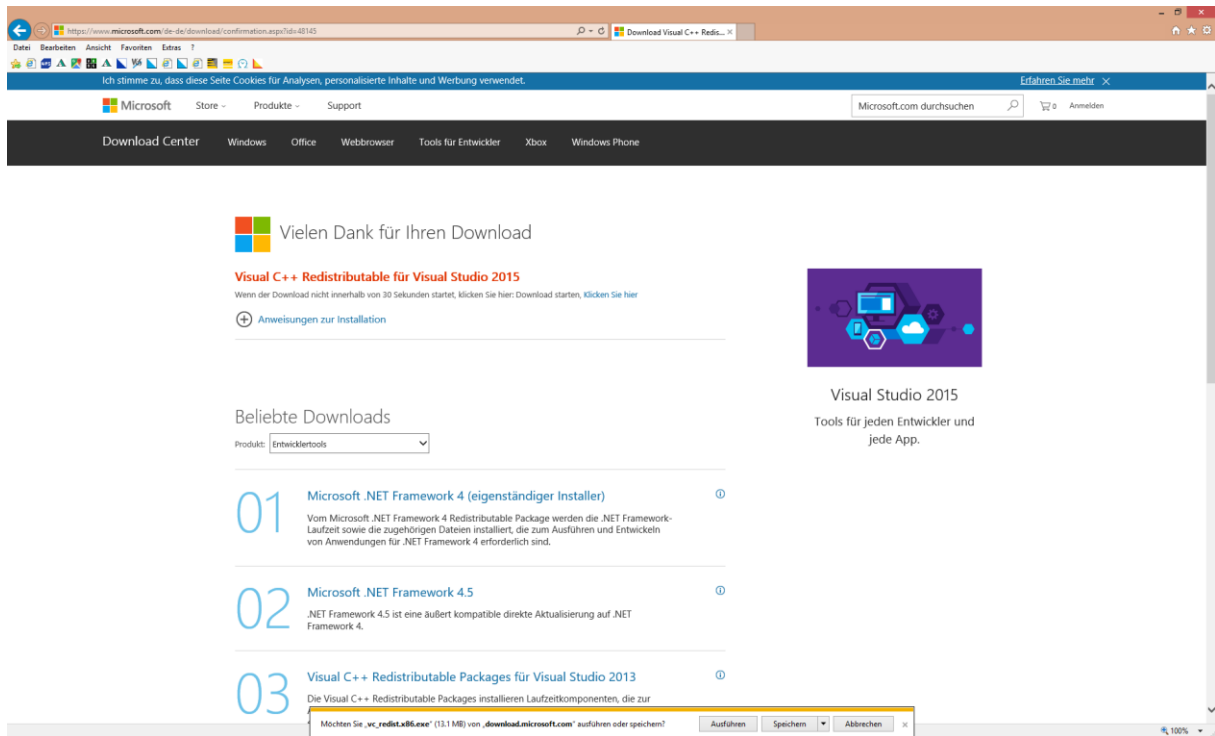 https://www.microsoft.com/de-de/download/confirmation.aspx?id=48145
Download Visual C++ Redis...
Datei Bearbeiten Ansicht Favoriten Extras ?
Ich stimme zu, dass diese Seite Cookies für Analysen, personalisierte Inhalte und Werbung verwendet.
Erfahren Sie mehr
Microsoft Store Produkte Support
Microsoft.com durchsuchen
0 Anmelden
Download Center Windows Office Webbrowser Tools für Entwickler Xbox Windows Phone
Vielen Dank für Ihren Download
Visual C++ Redistributable für Visual Studio 2015
Wenn der Download nicht innerhalb von 30 Sekunden startet, klicken Sie hier: Download starten, Klicken Sie hier
Anweisungen zur Installation
Visual Studio 2015
Tools für jeden Entwickler und
jede App.
Beliebte Downloads
Produkt: Entwicklertools
01
Microsoft .NET Framework 4 (eigenständiger Installer)
Vom Microsoft .NET Framework 4 Redistributable Package werden die .NET Framework-
Laufzeit sowie die zugehörigen Dateien installiert, die zum Ausführen und Entwickeln
von Anwendungen für .NET Framework 4 erforderlich sind.
02
Microsoft .NET Framework 4.5
.NET Framework 4.5 ist eine äußert kompatible direkte Aktualisierung auf .NET
Framework 4.
03
Visual C++ Redistributable Packages für Visual Studio 2013
Die Visual C++ Redistributable Packages installieren Laufzeitkomponenten, die zur
Möchten Sie „vc_redist.x86.exe" (13.1 MB) von „download.microsoft.com" ausführen oder speichern?
Ausführen Speichern Abbrechen
100%